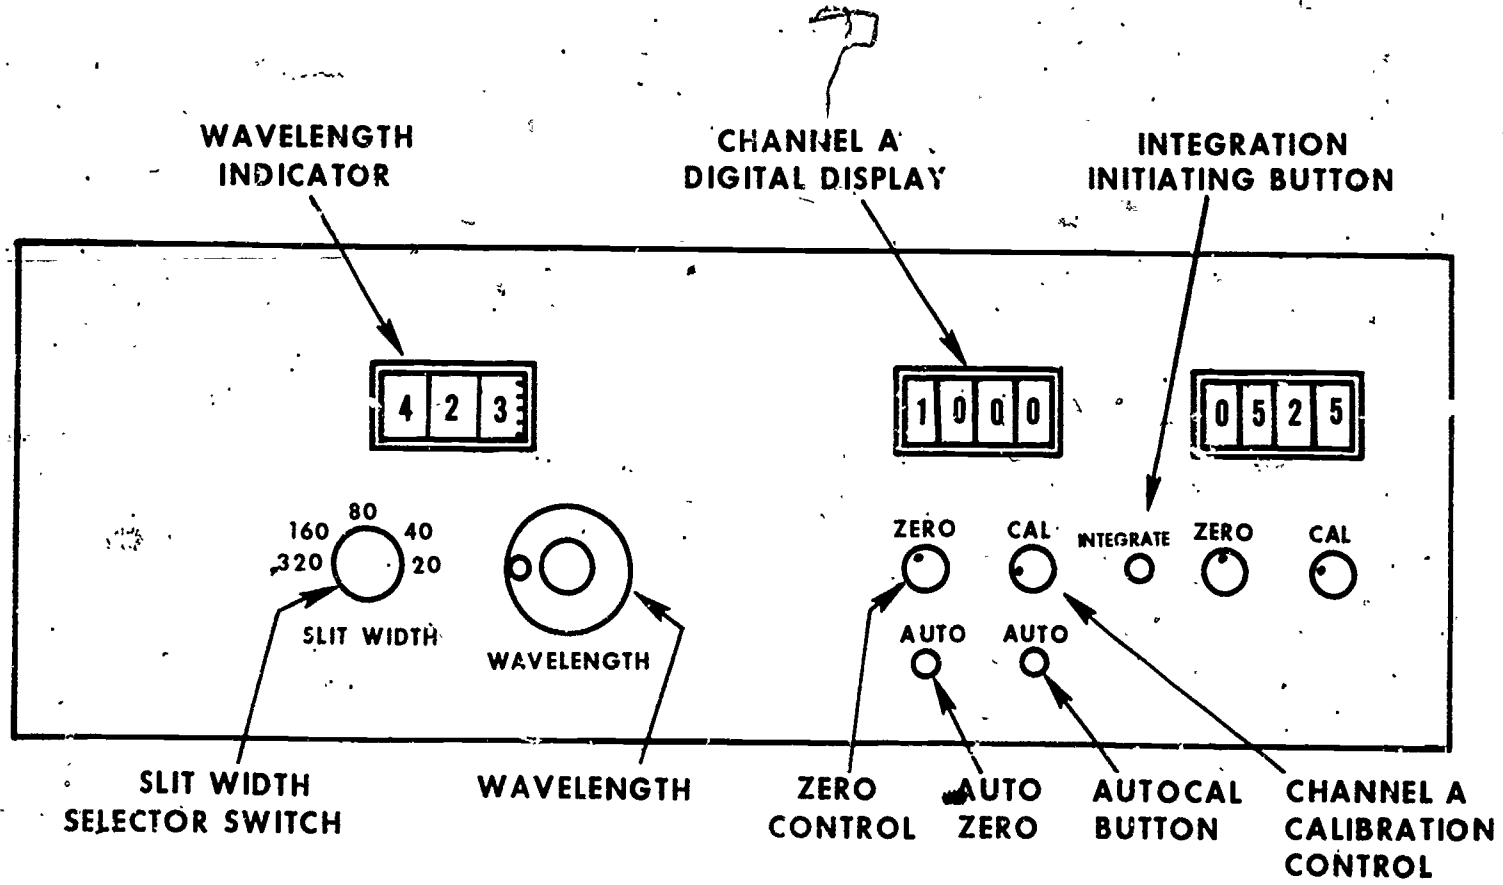 WAVELENGTH
INDICATOR
CHANNEL A
DIGITAL DISPLAY
INTEGRATION
INITIATING BUTTON
4 2 3
1 0 0 0
0 5 2 5
80
160
40
320
20
SLIT WIDTH
WAVELENGTH
ZERO
CAL
INTEGRATE
ZERO
CAL
AUTO
AUTO
SLIT WIDTH
SELECTOR SWITCH
WAVELENGTH
ZERO
CONTROL
AUTO
ZERO
AUTOCAL
BUTTON
CHANNEL A
CALIBRATION
CONTROL